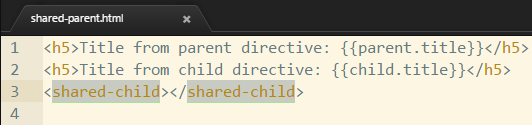 shared-parent.html ×
1 <h5>Title from parent directive: {{parent.title}}</h5>
2 <h5>Title from child directive: {{child.title}}</h5>
3 <shared-child></shared-child>
4